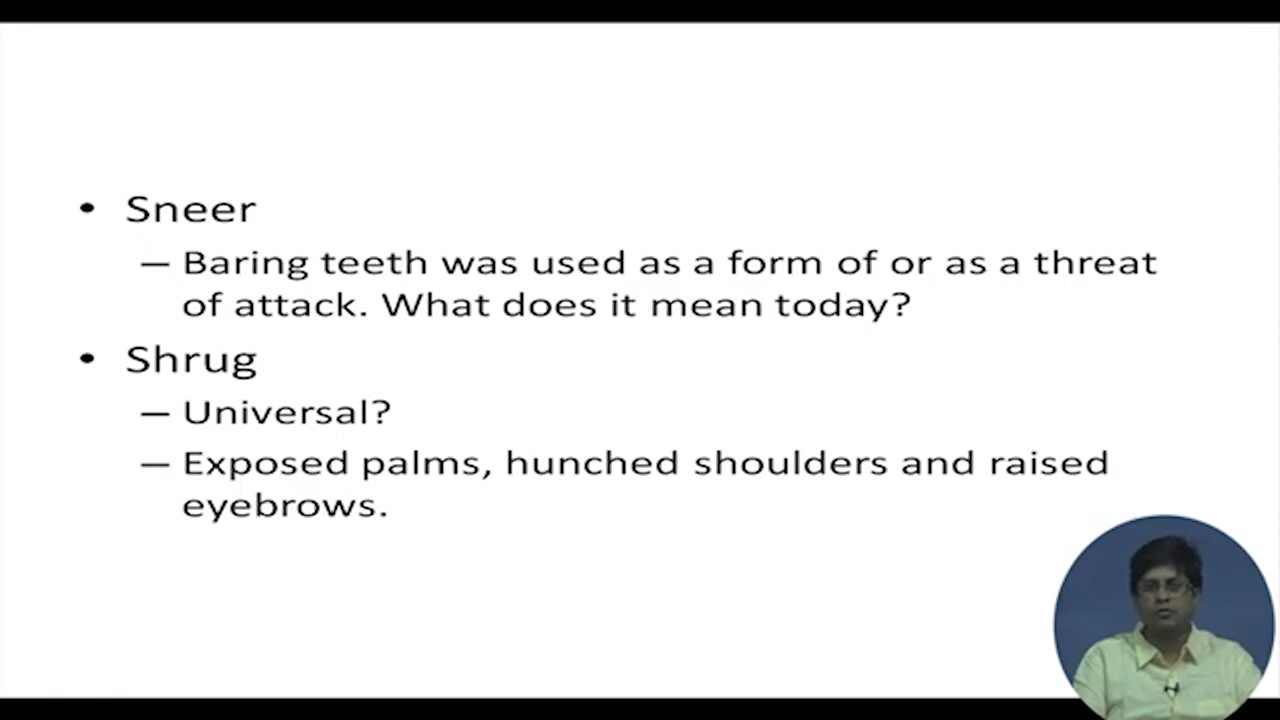 • Sneer
– Baring teeth was used as a form of or as a threat
of attack. What does it mean today?
• Shrug
– Universal?
– Exposed palms, hunched shoulders and raised
eyebrows.